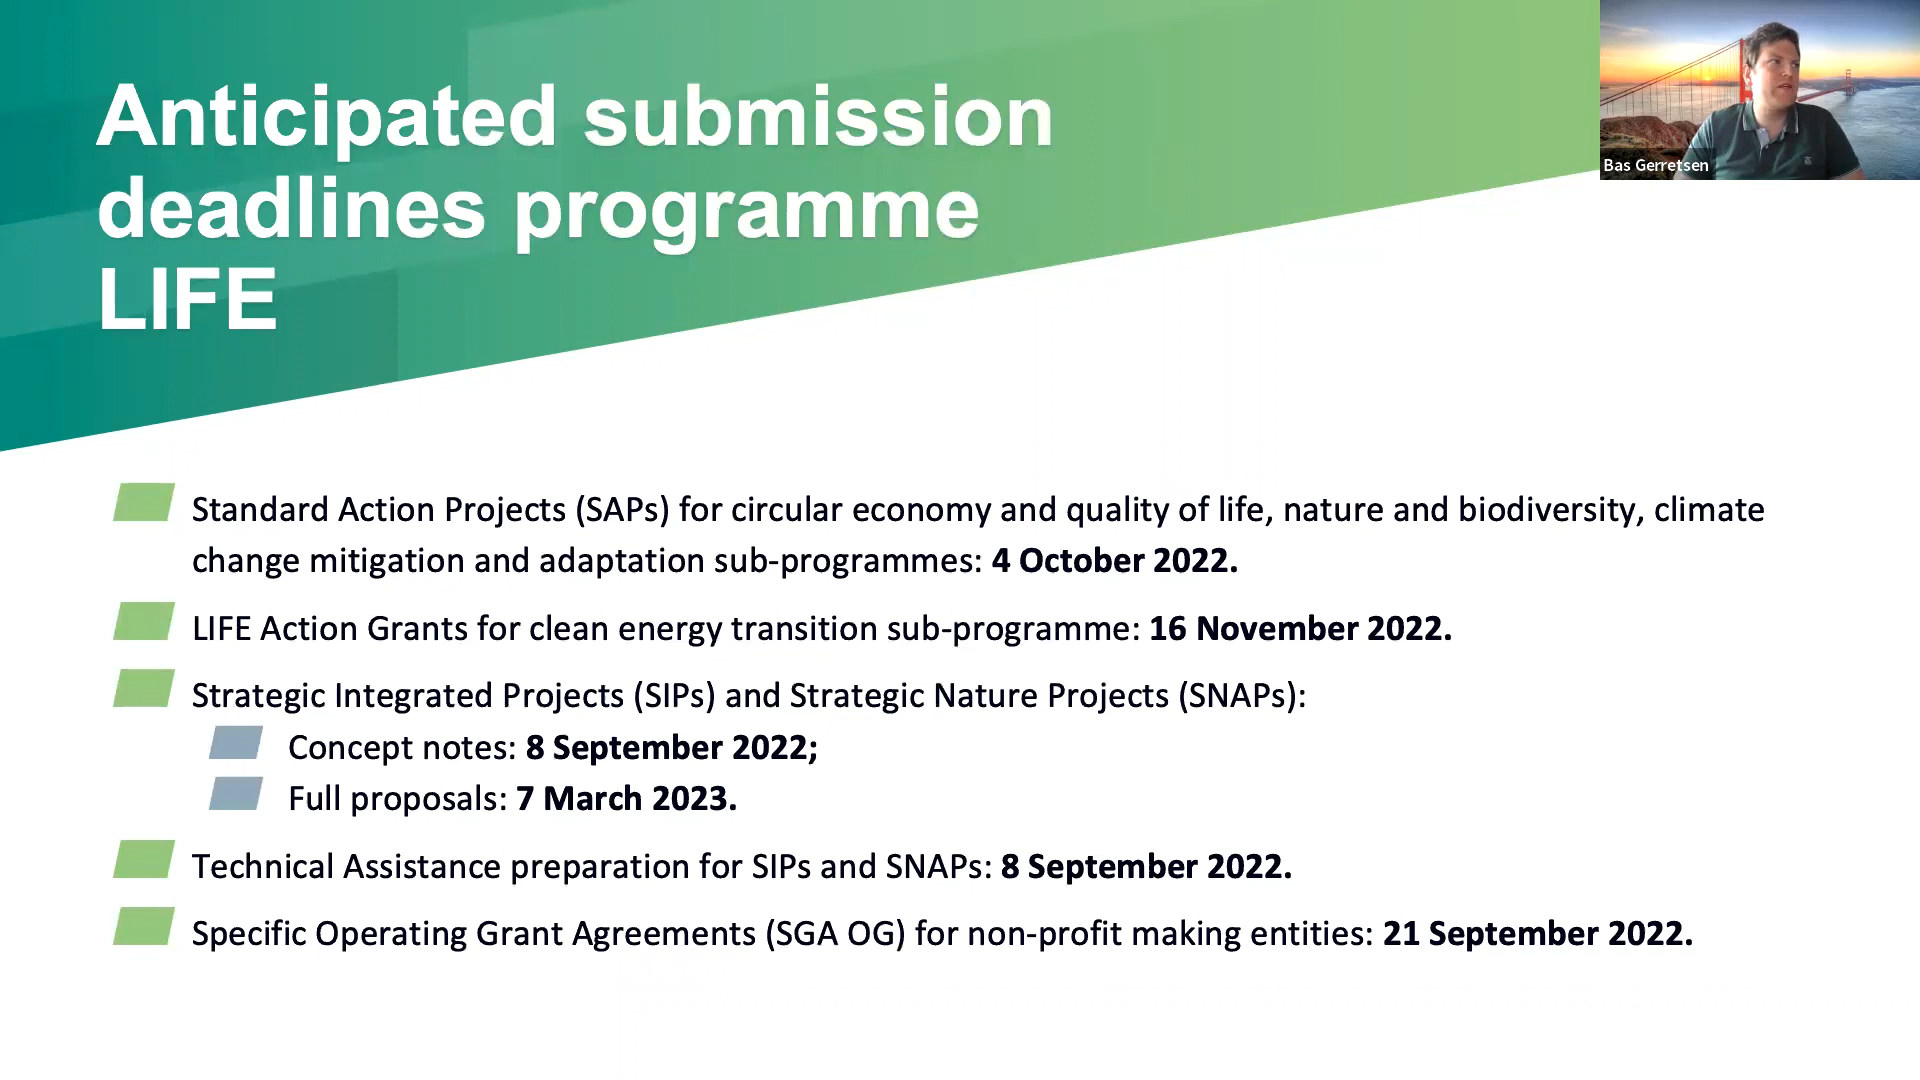 Anticipated submission
deadlines programme
LIFE
Bas Gerretsen
Standard Action Projects (SAPs) for circular economy and quality of life, nature and biodiversity, climate
change mitigation and adaptation sub-programmes: 4 October 2022.
LIFE Action Grants for clean energy transition sub-programme: 16 November 2022.
Strategic Integrated Projects (SIPs) and Strategic Nature Projects (SNAPs):
Concept notes: 8 September 2022;
Full proposals: 7 March 2023.
Technical Assistance preparation for SIPs and SNAPs: 8 September 2022.
Specific Operating Grant Agreements (SGA OG) for non-profit making entities: 21 September 2022.